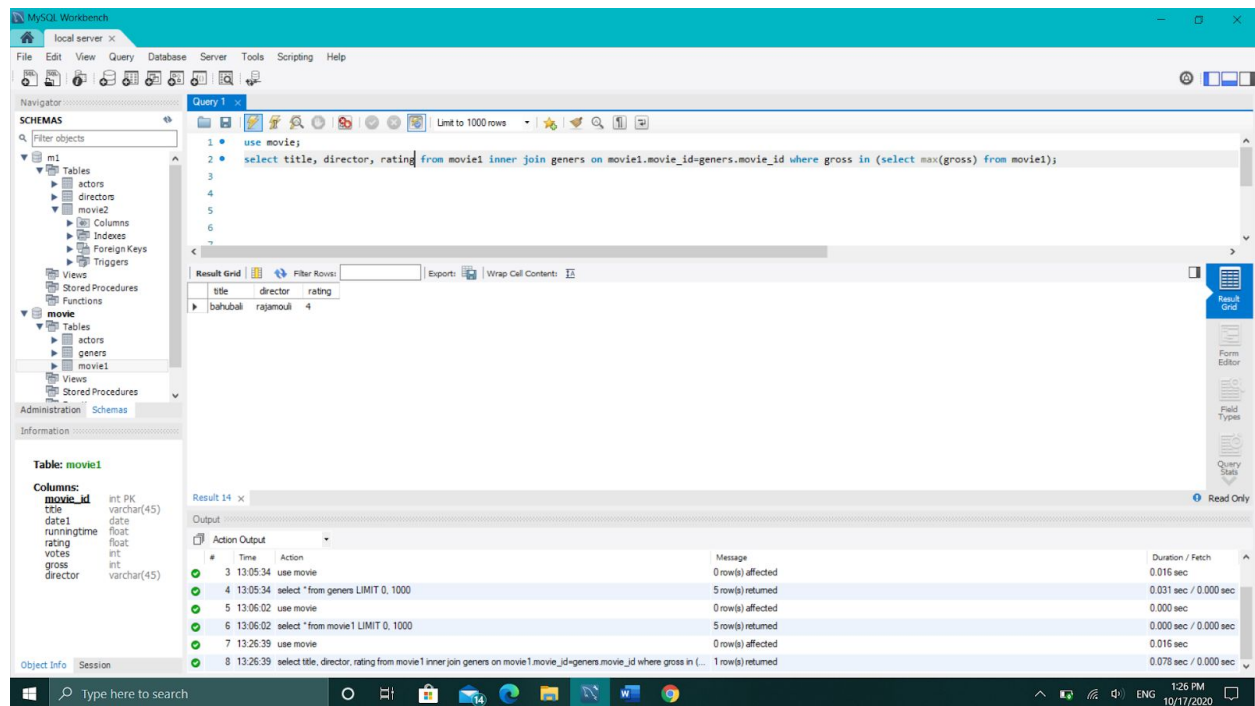 MySQL Workbench
local server ×
File Edit View Query Database Server Tools Scripting Help
Navigator
SCHEMAS
Filter objects
m1
Tables
actors
directors
movie2
Columns
Indexes
Foreign Keys
Triggers
Views
Stored Procedures
Functions
movie
Tables
actors
geners
movie1
Views
Stored Procedures
Administration Schemas
Information
Table: movie1
Columns:
movie_id int PK
title varchar(45)
date1 date
runningtime float
rating float
votes int
gross int
director varchar(45)
Object Info Session
Query 1 ×
Limit to 1000 rows
1 use movie;
2 select title, director, rating from movie1 inner join geners on movie1.movie_id=geners.movie_id where gross in (select max(gross) from movie1);
3
4
5
6
Result Grid Filter Rows: Export: Wrap Cell Content:
title director rating
bahubali rajamouli 4
Result Grid
Form Editor
Field Types
Query Stats
Result 14 × Read Only
Output
Action Output
# Time Action Message Duration / Fetch
3 13:05:34 use movie 0 row(s) affected 0.016 sec
4 13:05:34 select * from geners LIMIT 0, 1000 5 row(s) returned 0.031 sec / 0.000 sec
5 13:06:02 use movie 0 row(s) affected 0.000 sec
6 13:06:02 select * from movie1 LIMIT 0, 1000 5 row(s) returned 0.000 sec / 0.000 sec
7 13:26:39 use movie 0 row(s) affected 0.016 sec
8 13:26:39 select title, director, rating from movie1 inner join geners on movie1.movie_id=geners.movie_id where gross in (... 1 row(s) returned 0.078 sec / 0.000 sec
Type here to search
14
ENG
1:26 PM
10/17/2020